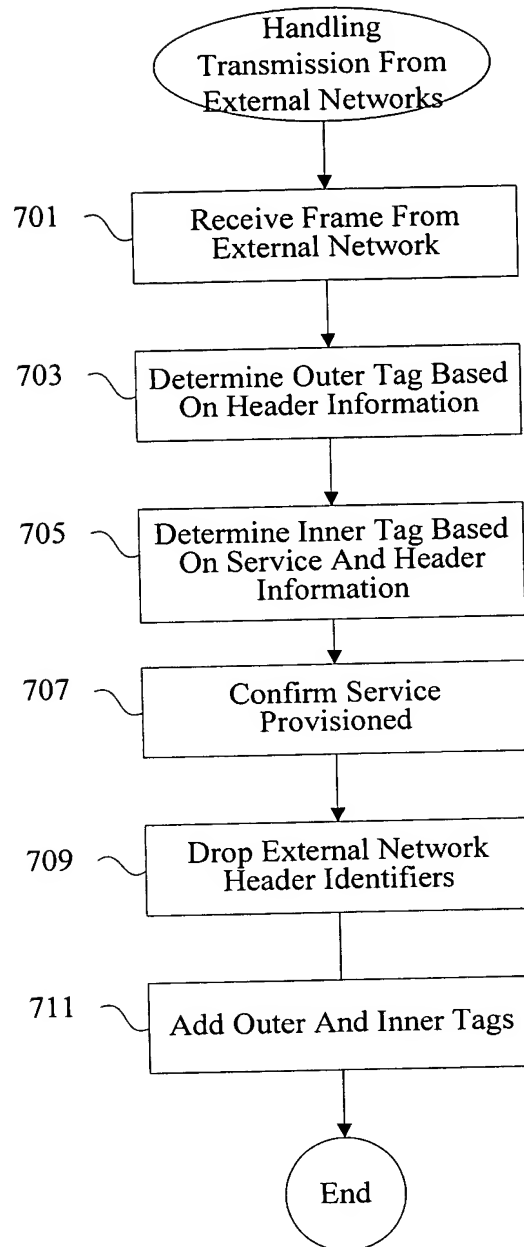 Handling
Transmission From
External Networks
701
Receive Frame From
External Network
703
Determine Outer Tag Based
On Header Information
705
Determine Inner Tag Based
On Service And Header
Information
707
Confirm Service
Provisioned
709
Drop External Network
Header Identifiers
711
Add Outer And Inner Tags
End